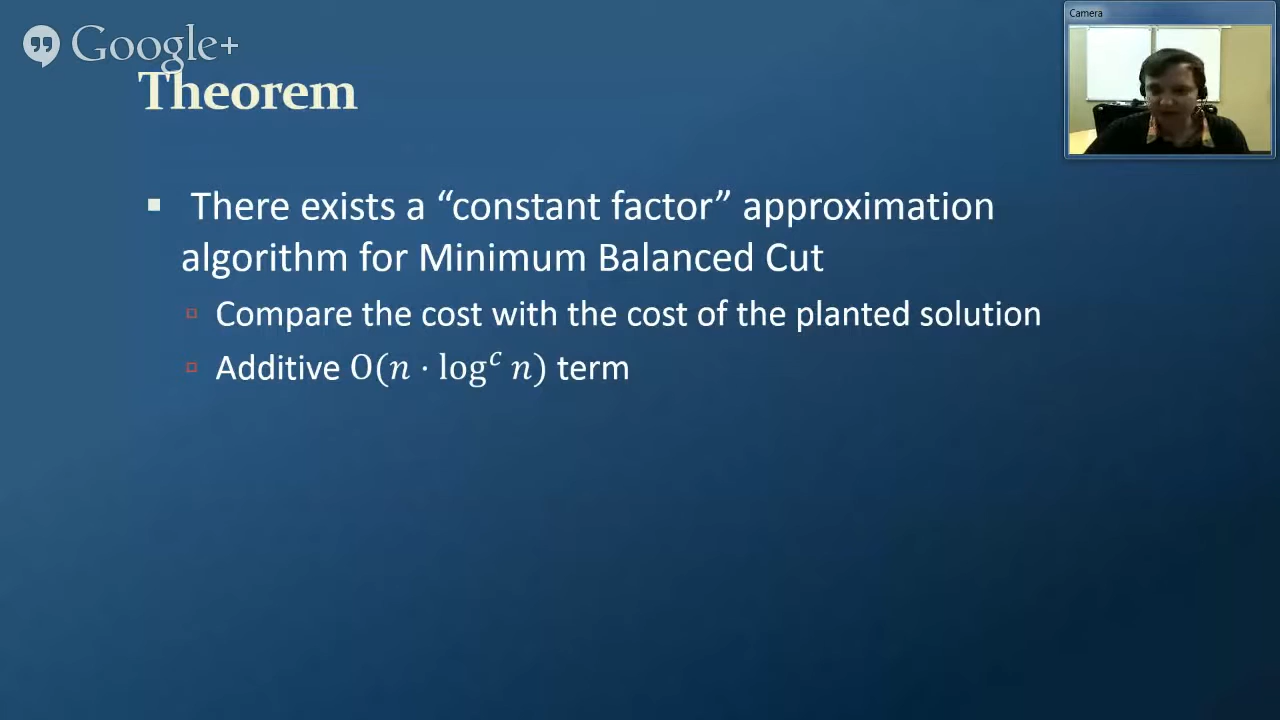 Google+
Camera
Theorem
There exists a “constant factor” approximation
algorithm for Minimum Balanced Cut
Compare the cost with the cost of the planted solution
Additive O(n · log^c n) term